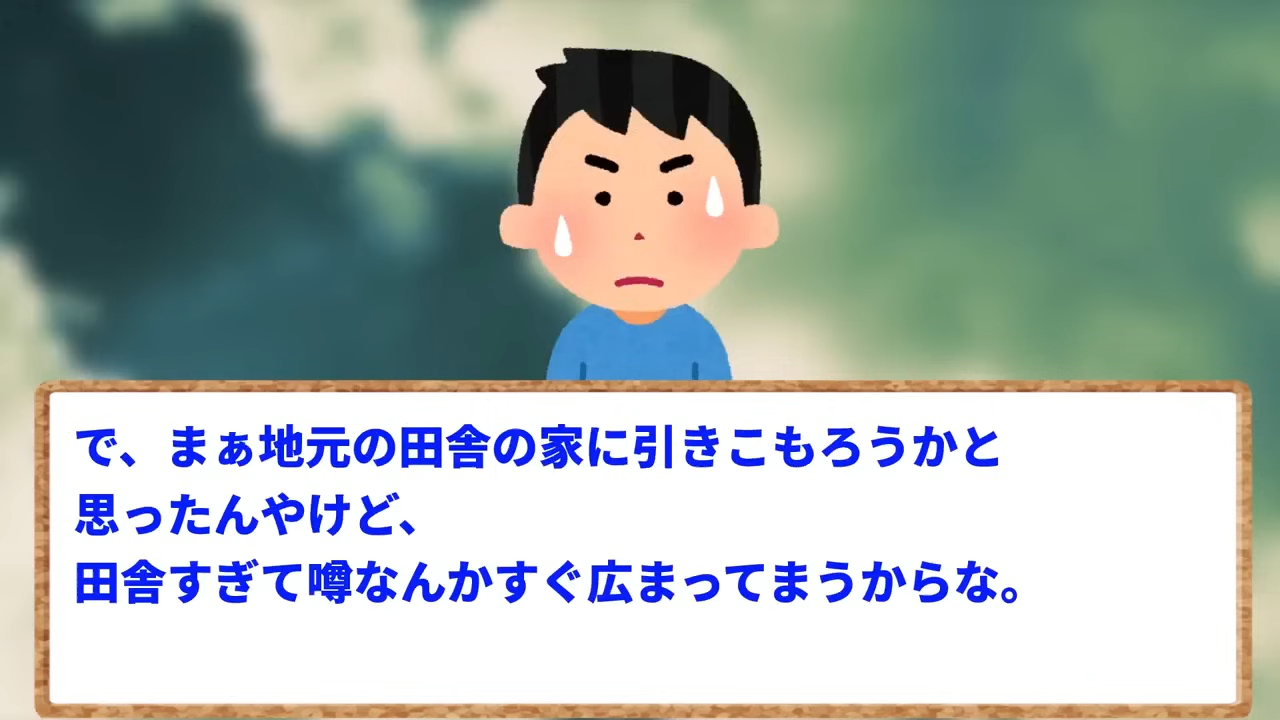 で、まぁ地元の田舎の家に引きこもろうかと
思ったんやけど、
田舎すぎて噂なんかすぐ広まってまうからな。